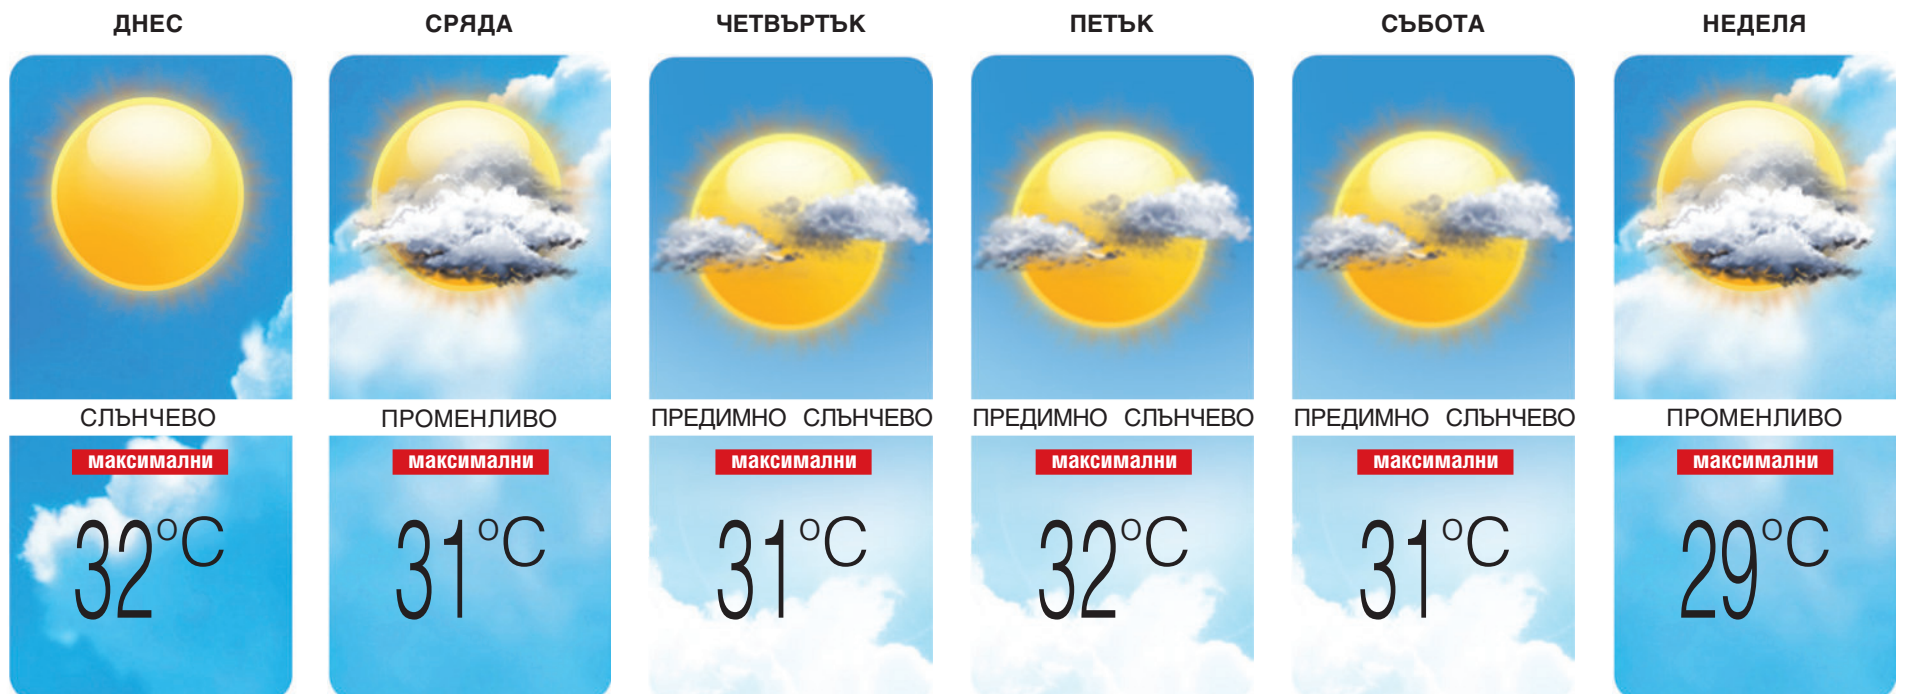 ДНЕС СРЯДА ЧЕТВЪРТЪК ПЕТЪК СЪБОТА НЕДЕЛЯ
СЛЪНЧЕВО ПРОМЕНЛИВО ПРЕДИМНО СЛЪНЧЕВО ПРЕДИМНО СЛЪНЧЕВО ПРЕДИМНО СЛЪНЧЕВО ПРОМЕНЛИВО
максимални максимални максимални максимални максимални максимални
32°C 31°C 31°C 32°C 31°C 29°C